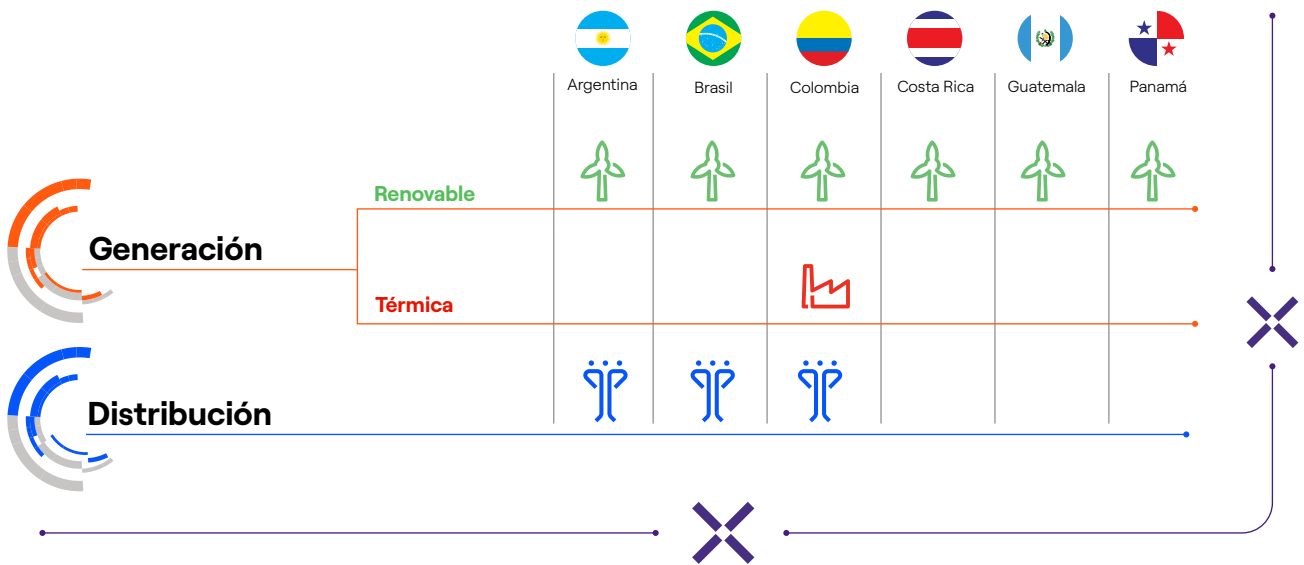 Argentina
Brasil
Colombia
Costa Rica
Guatemala
Panamá
Renovable
Generación
Térmica
Distribución